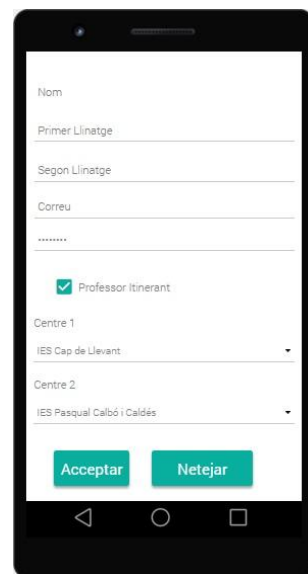 Nom
Primer Llinatge
Segon Llinatge
Correu
........
Professor Itinerant
Centre 1
IES Cap de Llevant
Centre 2
IES Pasqual Calbó i Caldés
Acceptar Netejar